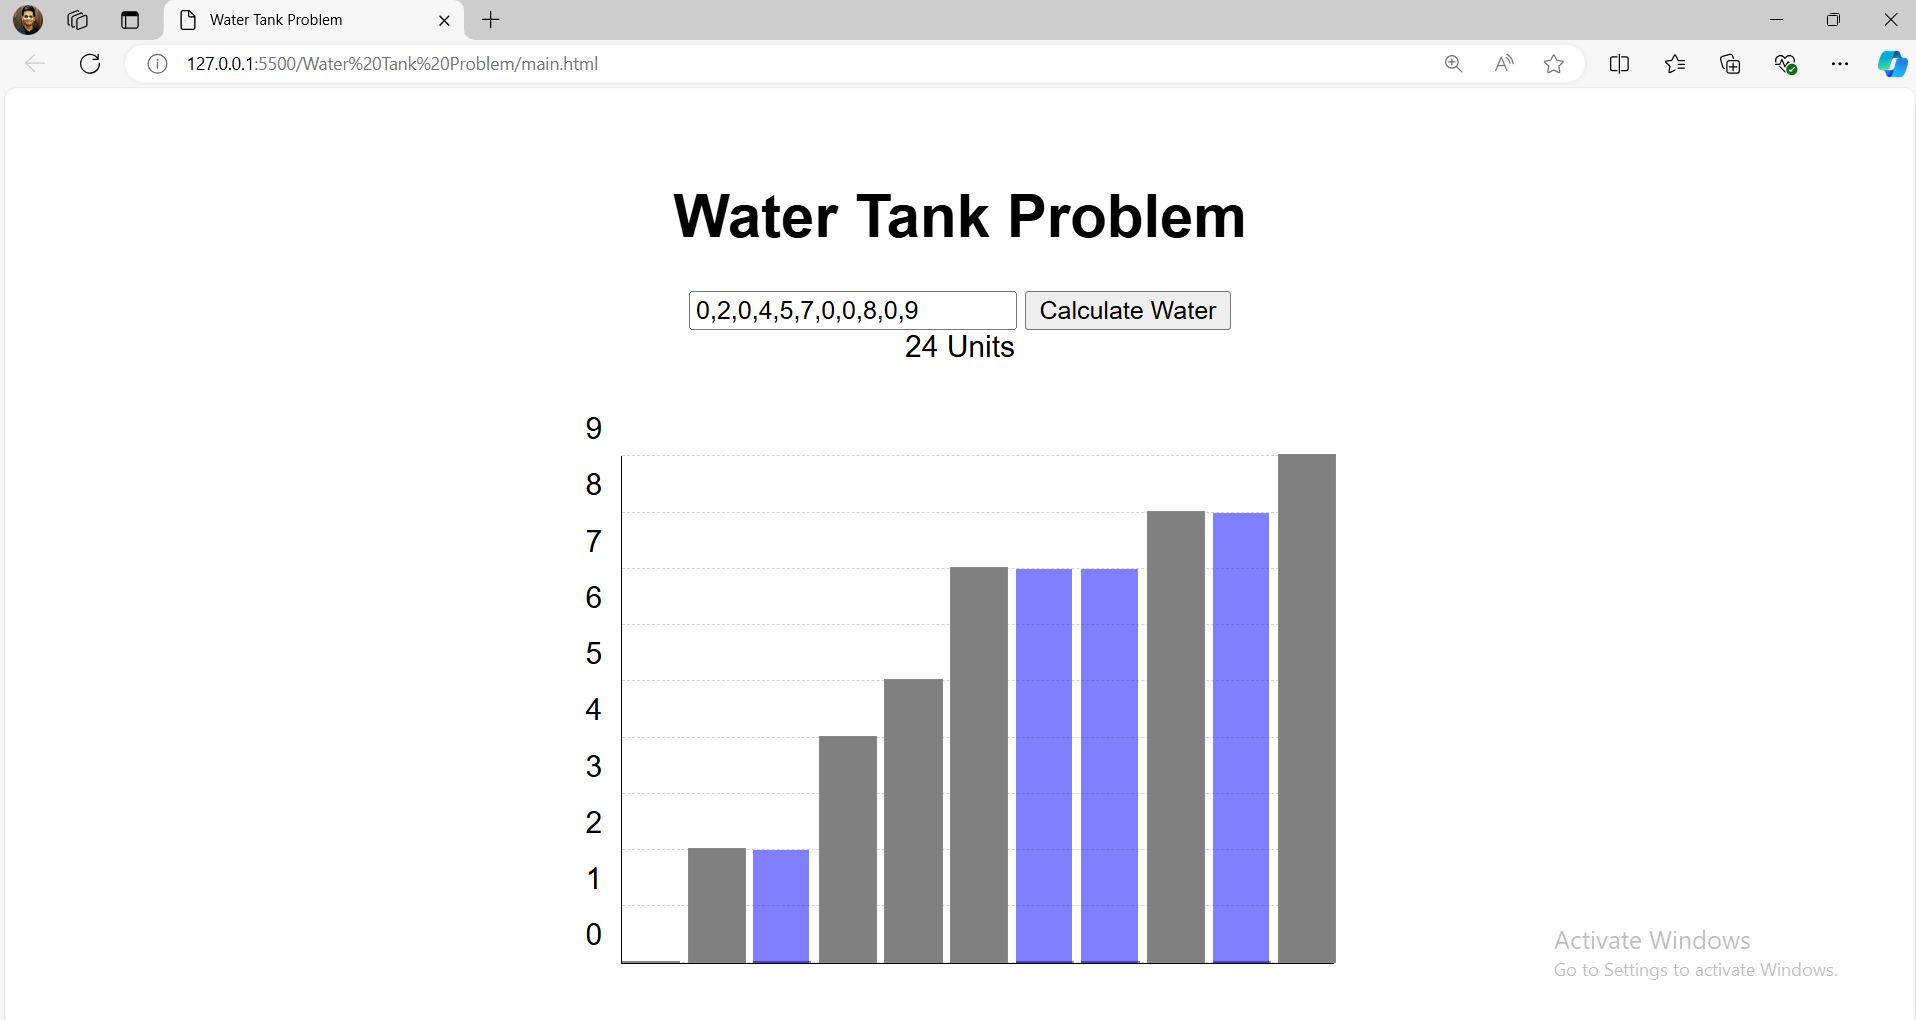 Water Tank Problem
127.0.0.1:5500/Water%20Tank%20Problem/main.html
Water Tank Problem
0,2,0,4,5,7,0,0,8,0,9
Calculate Water
24 Units
9
8
7
6
5
4
3
2
1
0
Activate Windows
Go to Settings to activate Windows.